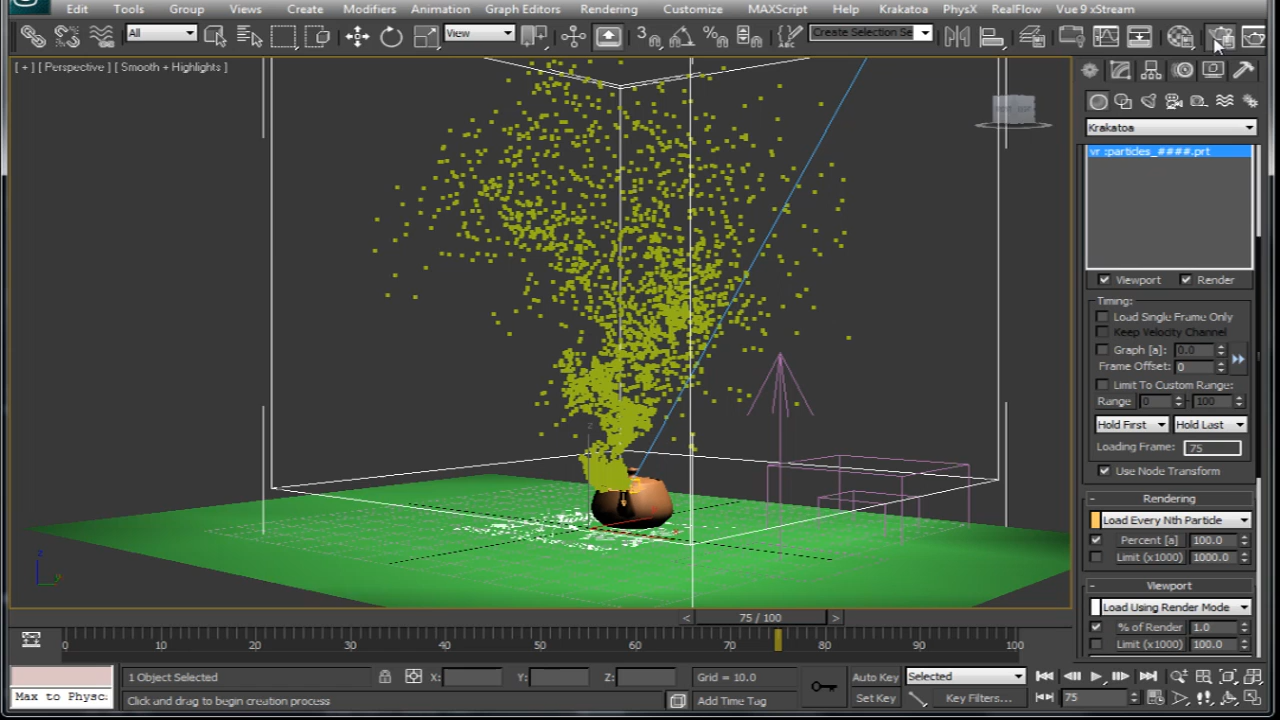 Edit Tools Group Views Create Modifiers Animation Graph Editors Rendering Customize MAXScript Help Krakatoa PhysX RealFlow Vue 9 xStream
All View 3 Create Selection Se
[ + ] [ Perspective ] [ Smooth + Highlights ]
Krakatoa
vr :particles_####.prt
Viewport Render
Timing:
Load Single Frame Only
Keep Velocity Channel
Graph [a]: 0.0
Frame Offset: 0
Limit To Custom Range:
Range 0 - 100
Hold First Hold Last
Loading Frame: 75
Use Node Transform
- Rendering
Load Every Nth Particle
Percent [a] 100.0
Limit (x1000) 1000.0
- Viewport
Load Using Render Mode
% of Render 1.0
Limit (x1000) 100.0
z
z
y
< 75 / 100 >
0 10 20 30 40 50 60 70 80 90 100
1 Object Selected X: Y: Z: Grid = 10.0 Auto Key Selected
Max to Physc. Click and drag to begin creation process Add Time Tag Set Key Key Filters... 75